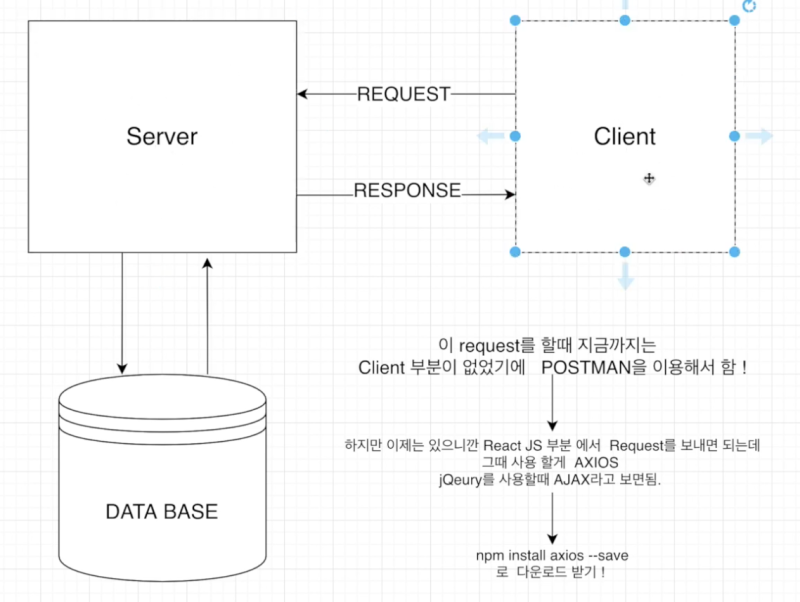 Server
REQUEST
Client
RESPONSE
이 request를 할때 지금까지는
Client 부분이 없었기에 POSTMAN을 이용해서 함 !
하지만 이제는 있으니깐 React JS 부분 에서 Request를 보내면 되는데
그때 사용 할게 AXIOS
jQeury를 사용할때 AJAX라고 보면됨.
DATA BASE
npm install axios --save
로 다운로드 받기 !